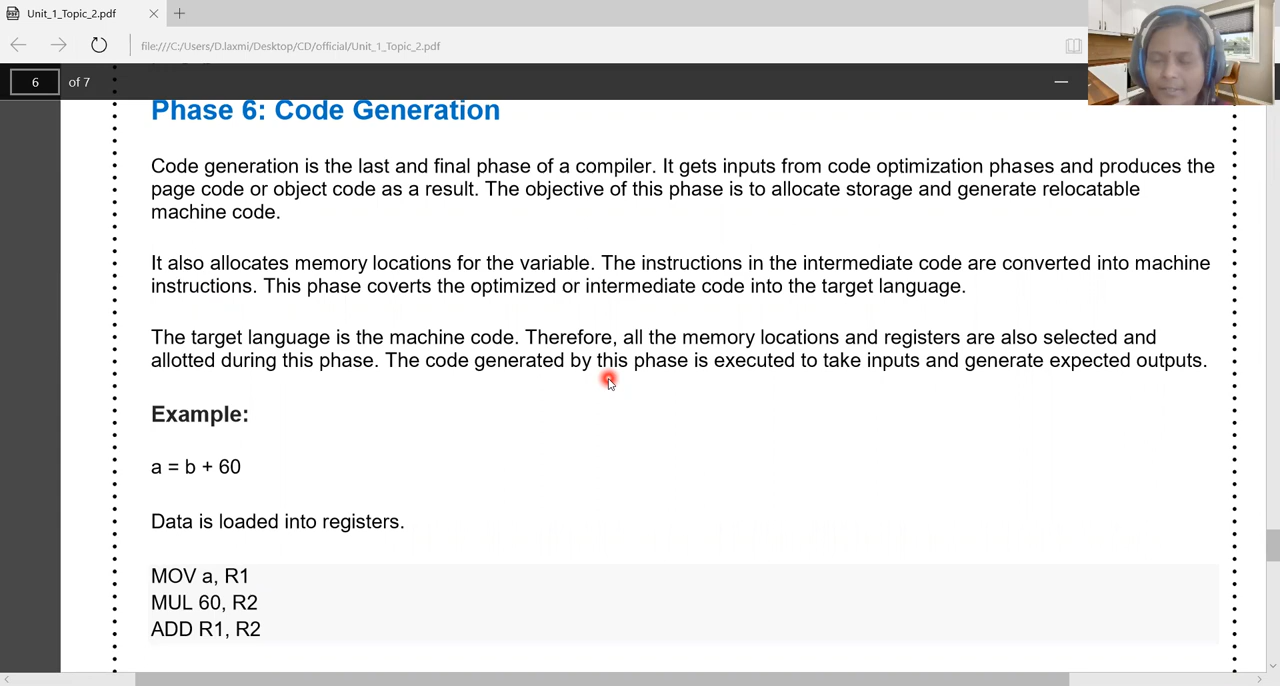 Unit_1_Topic_2.pdf
file:///C:/Users/D.laxmi/Desktop/CD/official/Unit_1_Topic_2.pdf
6 of 7
Phase 6: Code Generation
Code generation is the last and final phase of a compiler. It gets inputs from code optimization phases and produces the
page code or object code as a result. The objective of this phase is to allocate storage and generate relocatable
machine code.
It also allocates memory locations for the variable. The instructions in the intermediate code are converted into machine
instructions. This phase coverts the optimized or intermediate code into the target language.
The target language is the machine code. Therefore, all the memory locations and registers are also selected and
allotted during this phase. The code generated by this phase is executed to take inputs and generate expected outputs.
Example:
a = b + 60
Data is loaded into registers.
MOV a, R1
MUL 60, R2
ADD R1, R2